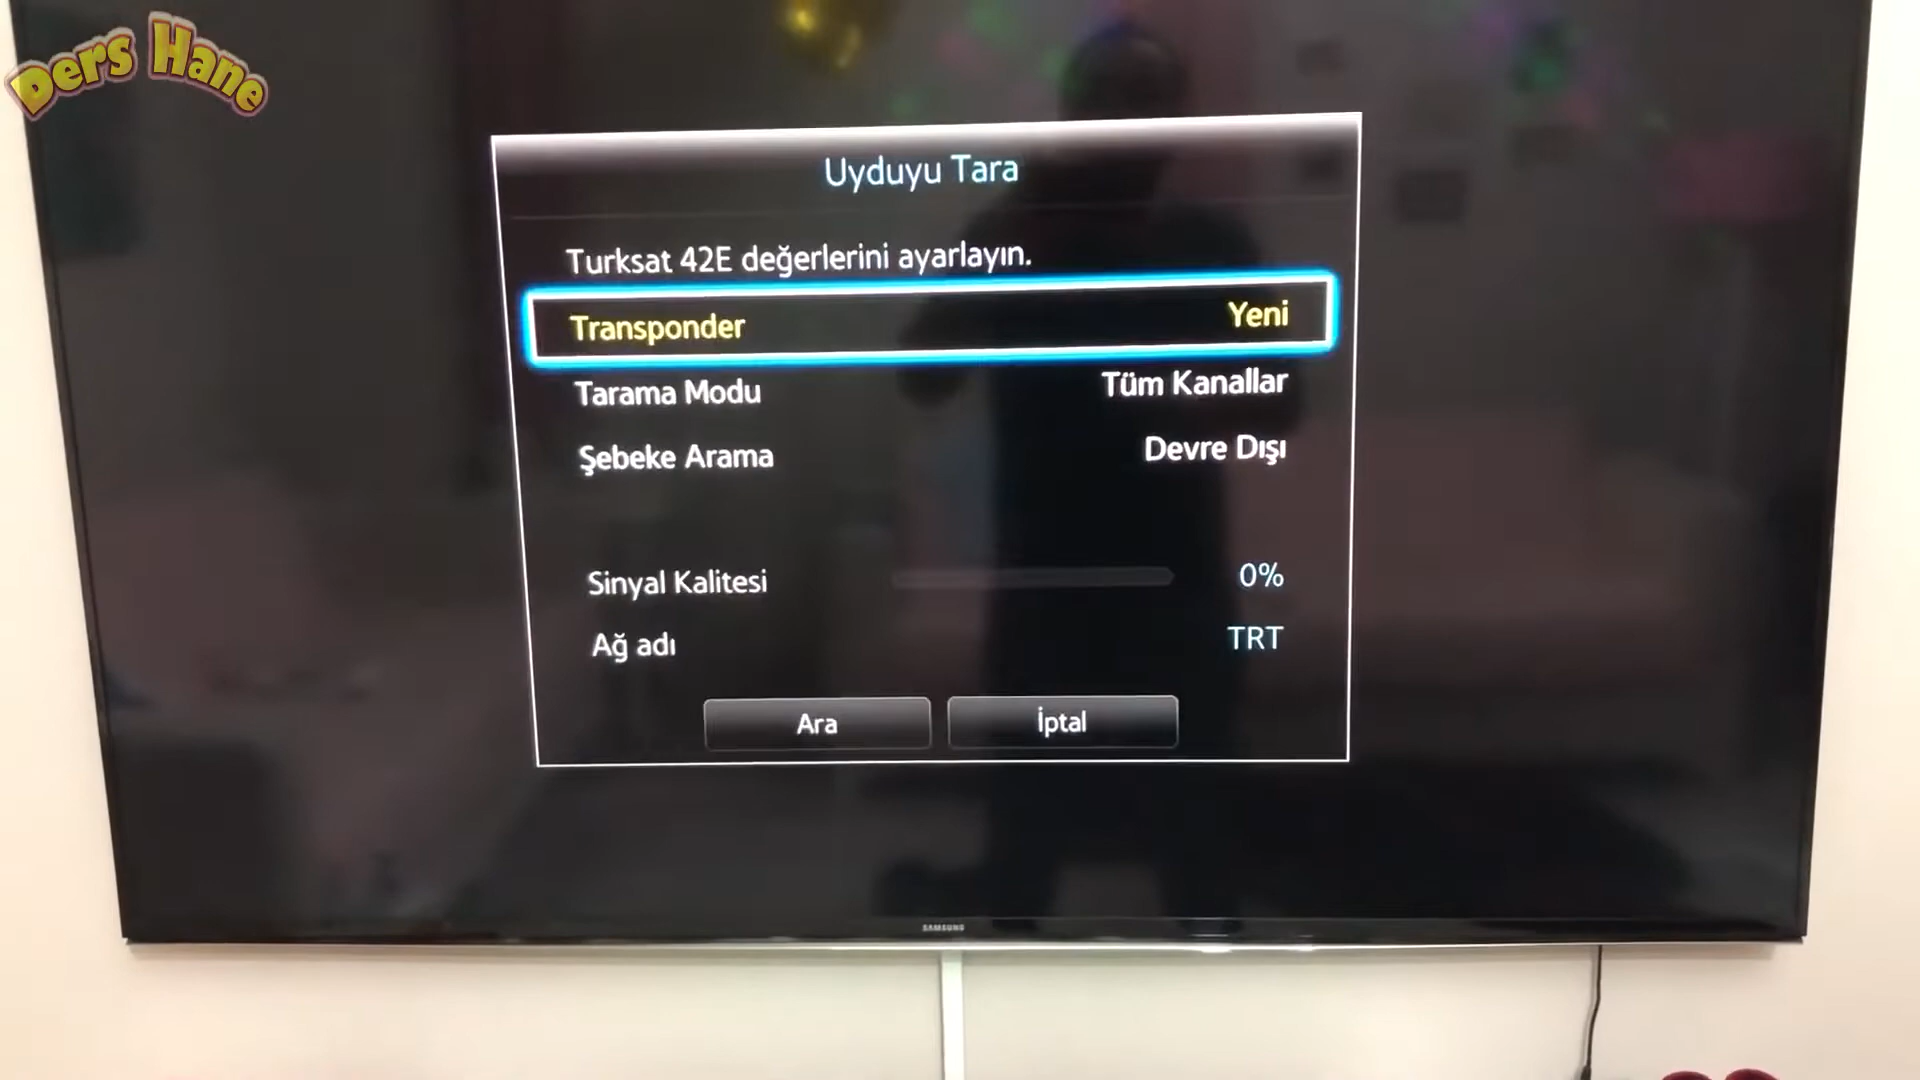 Ders Hane
Uyduyu Tara
Turksat 42E değerlerini ayarlayın.
Transponder Yeni
Tarama Modu Tüm Kanallar
Şebeke Arama Devre Dışı
Sinyal Kalitesi 0%
Ağ adı TRT
Ara İptal
SAMSUNG